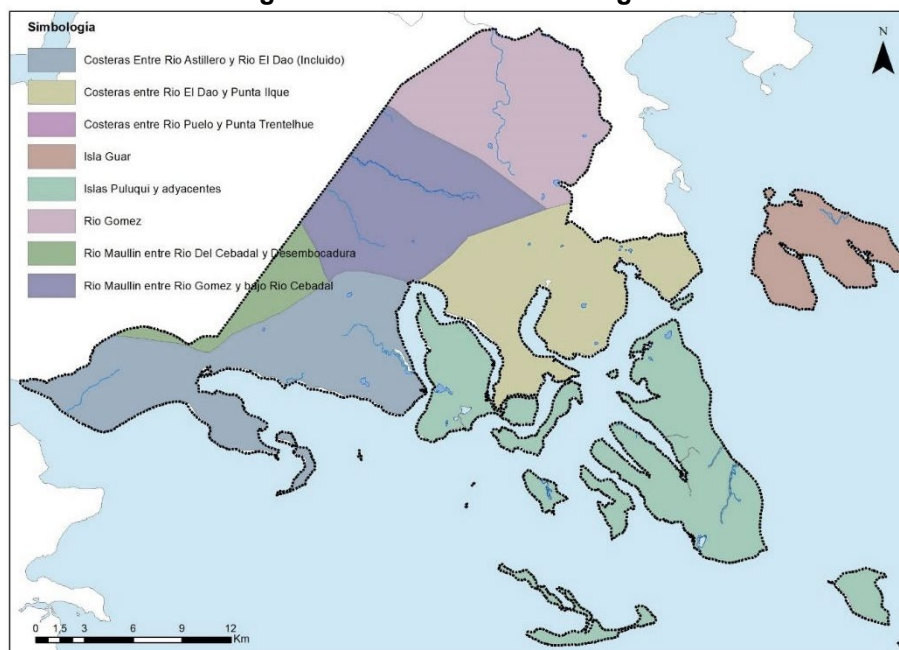 Simbología
Costeras Entre Rio Astillero y Rio El Dao (Incluido)
Costeras entre Rio El Dao y Punta Ilque
Costeras entre Rio Puelo y Punta Trentelhue
Isla Guar
Islas Puluqui y adyacentes
Rio Gomez
Rio Maullin entre Rio Del Cebadal y Desembocadura
Rio Maullin entre Rio Gomez y bajo Rio Cebadal
N
0 1,5 3 6 9 12
Km